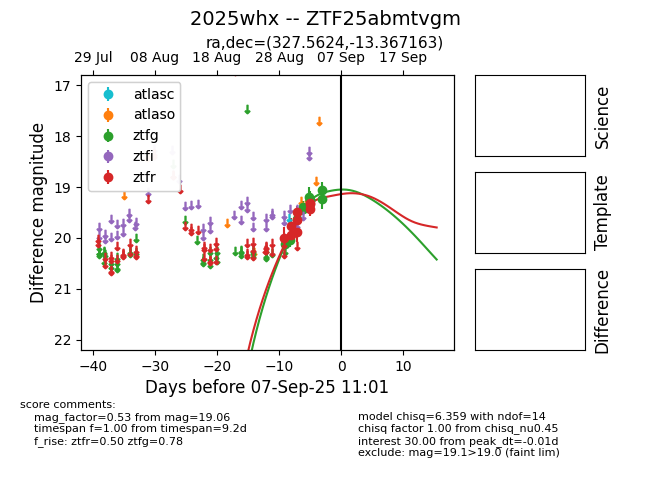 2025whx -- ZTF25abmtvgm
ra,dec=(327.5624,-13.367163)
29 Jul 08 Aug 18 Aug 28 Aug 07 Sep 17 Sep
17
18
19
20
21
22
Difference magnitude
atlasc
atlaso
ztfg
ztfi
ztfr
−40 −30 −20 −10 0 10
Days before 07-Sep-25 11:01
Science
Template
Difference
score comments:
mag_factor=0.53 from mag=19.06
timespan f=1.00 from timespan=9.2d
f_rise: ztfr=0.50 ztfg=0.78
model chisq=6.359 with ndof=14
chisq factor 1.00 from chisq_nu0.45
interest 30.00 from peak_dt=-0.01d
exclude: mag=19.1>19.0 (faint lim)